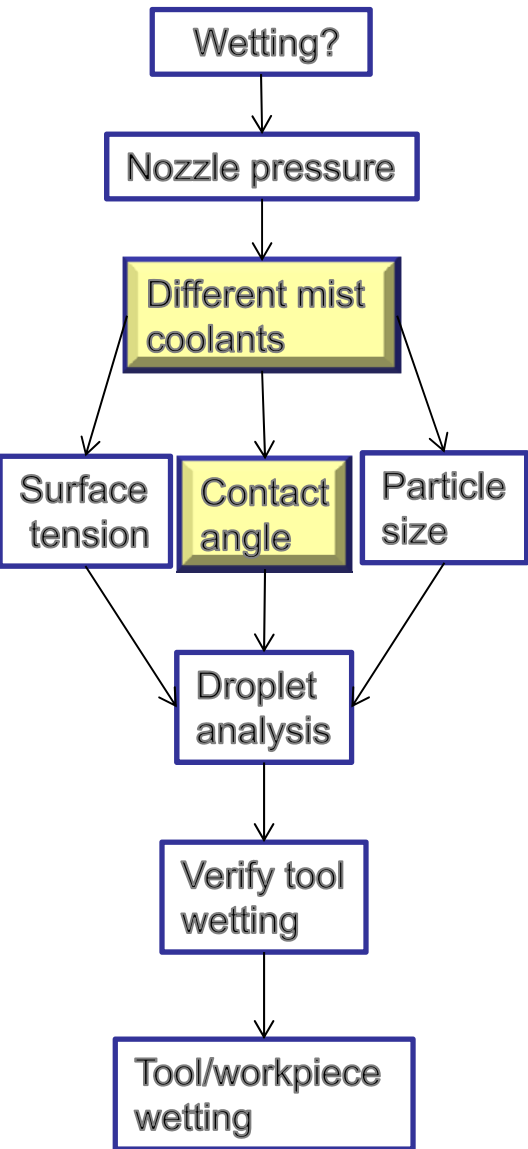 Wetting?
Nozzle pressure
Different mist
coolants
Surface
tension
Contact
angle
Particle
size
Droplet
analysis
Verify tool
wetting
Tool/workpiece
wetting